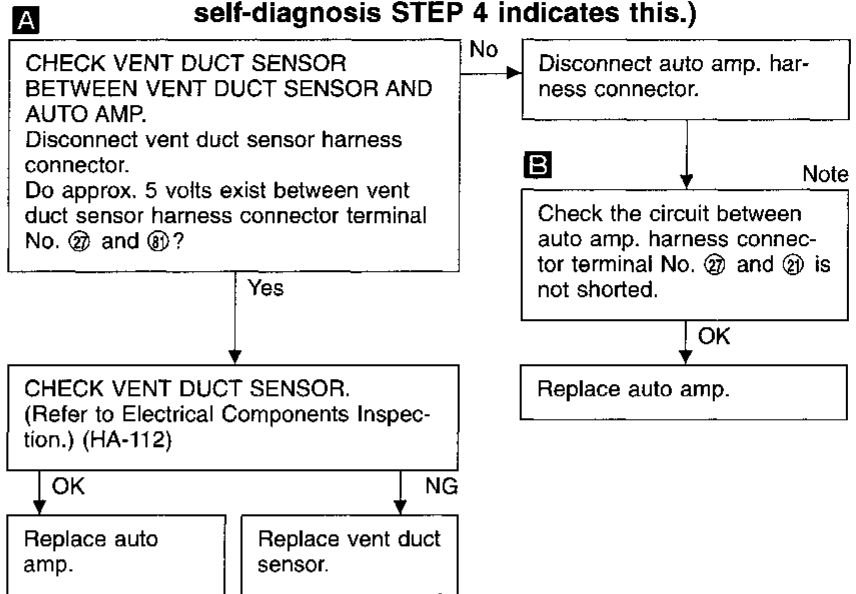 self-diagnosis STEP 4 indicates this.)
A
CHECK VENT DUCT SENSOR
BETWEEN VENT DUCT SENSOR AND
AUTO AMP.
Disconnect vent duct sensor harness
connector.
Do approx. 5 volts exist between vent
duct sensor harness connector terminal
No. ㉗ and 81?
No
Disconnect auto amp. har-
ness connector.
B
Note
Check the circuit between
auto amp. harness connec-
tor terminal No. ㉗ and ㉑ is
not shorted.
OK
Replace auto amp.
Yes
CHECK VENT DUCT SENSOR.
(Refer to Electrical Components Inspec-
tion.) (HA-112)
OK
NG
Replace auto
amp.
Replace vent duct
sensor.